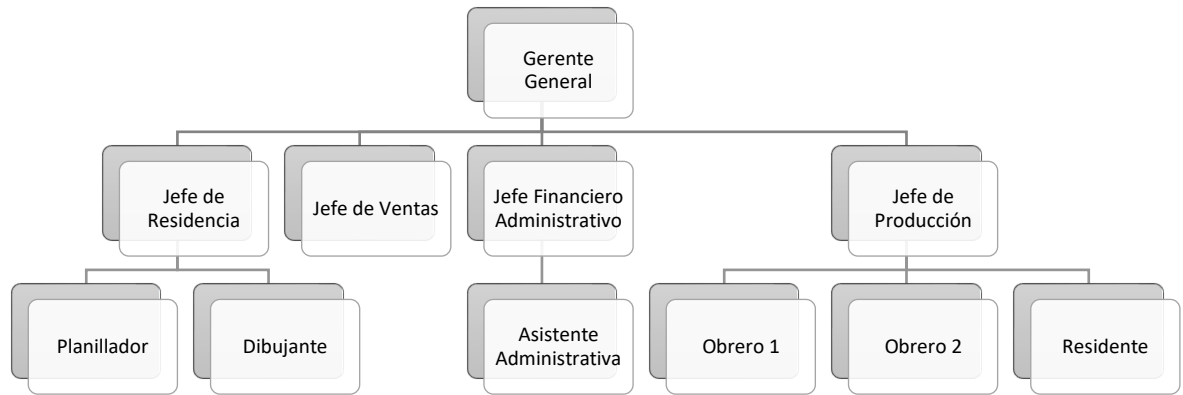 Gerente
General
Jefe de
Residencia
Jefe de Ventas
Jefe Financiero
Administrativo
Jefe de
Producción
Planillador
Dibujante
Asistente
Administrativa
Obrero 1
Obrero 2
Residente